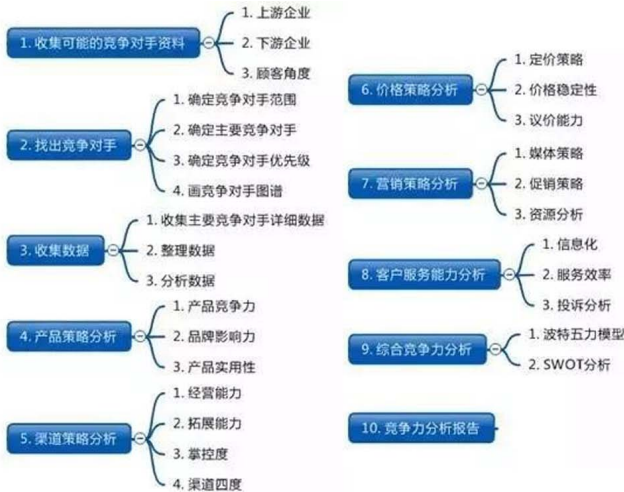 1. 收集可能的竞争对手资料
1. 上游企业
2. 下游企业
3. 顾客角度
2. 找出竞争对手
1. 确定竞争对手范围
2. 确定主要竞争对手
3. 确定竞争对手优先级
4. 画竞争对手图谱
3. 收集数据
1. 收集主要竞争对手详细数据
2. 整理数据
3. 分析数据
4. 产品策略分析
1. 产品竞争力
2. 品牌影响力
3. 产品实用性
5. 渠道策略分析
1. 经营能力
2. 拓展能力
3. 掌控度
4. 渠道四度
6. 价格策略分析
1. 定价策略
2. 价格稳定性
3. 议价能力
7. 营销策略分析
1. 媒体策略
2. 促销策略
3. 资源分析
8. 客户服务能力分析
1. 信息化
2. 服务效率
3. 投诉分析
9. 综合竞争力分析
1. 波特五力模型
2. SWOT分析
10. 竞争力分析报告